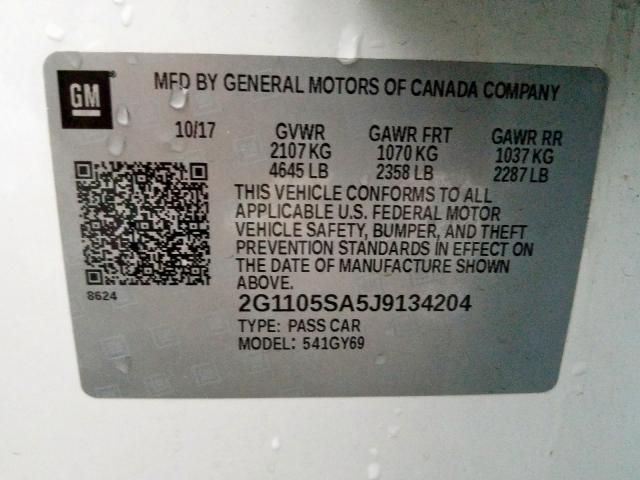 GM
MFD BY GENERAL MOTORS OF CANADA COMPANY
10/17 GVWR GAWR FRT GAWR RR
2107 KG 1070 KG 1037 KG
4645 LB 2358 LB 2287 LB
THIS VEHICLE CONFORMS TO ALL
APPLICABLE U.S. FEDERAL MOTOR
VEHICLE SAFETY, BUMPER, AND THEFT
PREVENTION STANDARDS IN EFFECT ON
THE DATE OF MANUFACTURE SHOWN
ABOVE.
8624
2G1105SA5J9134204
TYPE: PASS CAR
MODEL: 541GY69